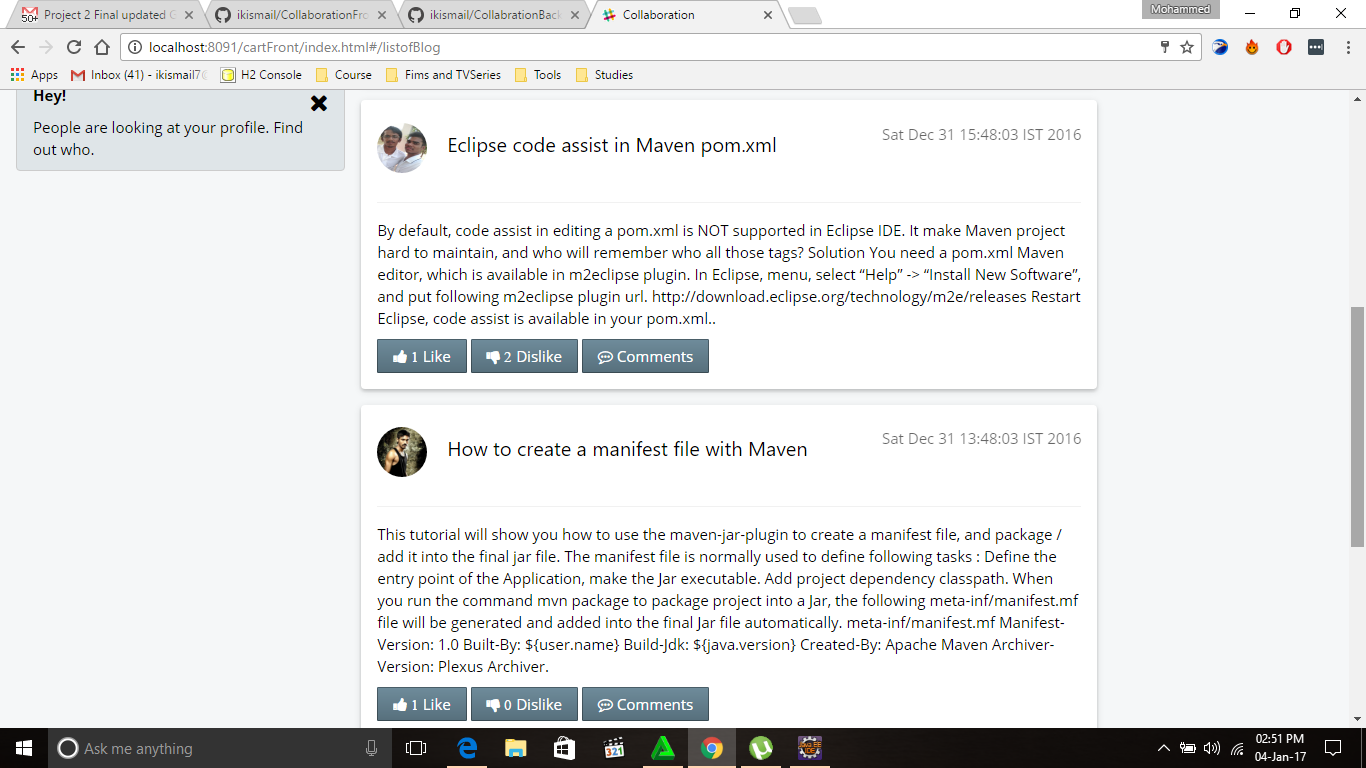 Mohammed
50+ Project 2 Final updated G
ikismail/CollaborationFro
ikismail/CollabrationBack
Collaboration
localhost:8091/cartFront/index.html#/listofBlog
Apps Inbox (41) - ikismail7@ H2 Console Course Fims and TVSeries Tools Studies
Hey!
People are looking at your profile. Find
out who.
Eclipse code assist in Maven pom.xml
Sat Dec 31 15:48:03 IST 2016
By default, code assist in editing a pom.xml is NOT supported in Eclipse IDE. It make Maven project
hard to maintain, and who will remember who all those tags? Solution You need a pom.xml Maven
editor, which is available in m2eclipse plugin. In Eclipse, menu, select “Help” -> “Install New Software”,
and put following m2eclipse plugin url. http://download.eclipse.org/technology/m2e/releases Restart
Eclipse, code assist is available in your pom.xml..
1 Like 2 Dislike Comments
How to create a manifest file with Maven
Sat Dec 31 13:48:03 IST 2016
This tutorial will show you how to use the maven-jar-plugin to create a manifest file, and package /
add it into the final jar file. The manifest file is normally used to define following tasks : Define the
entry point of the Application, make the Jar executable. Add project dependency classpath. When
you run the command mvn package to package project into a Jar, the following meta-inf/manifest.mf
file will be generated and added into the final Jar file automatically. meta-inf/manifest.mf Manifest-
Version: 1.0 Built-By: ${user.name} Build-Jdk: ${java.version} Created-By: Apache Maven Archiver-
Version: Plexus Archiver.
1 Like 0 Dislike Comments
Ask me anything
321
02:51 PM
04-Jan-17